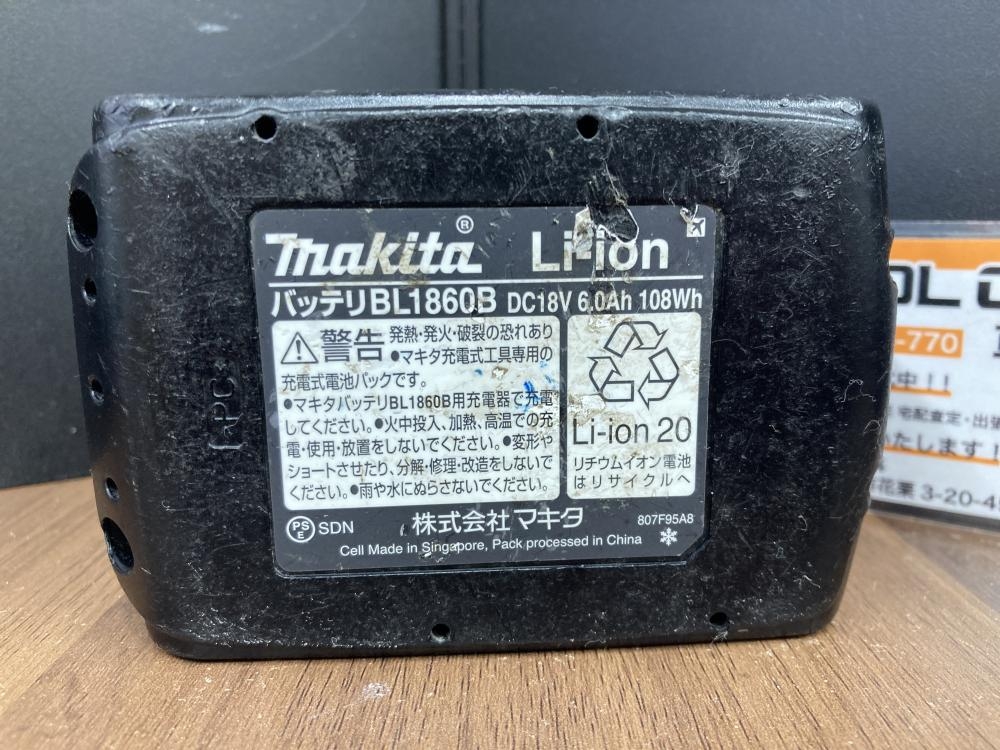 makita® Li-ion
バッテリBL1860B DC18V 6.0Ah 108Wh
警告 発熱・発火・破裂の恐れあり
●マキタ充電式工具専用の
充電式電池パックです。
●マキタバッテリBL1860B用充電器で充電
してください。●火中投入、加熱、高温での充
電・使用・放置をしないでください。●変形や
ショートさせたり、分解・修理・改造をしないで
ください。●雨や水にぬらさないでください。
Li-ion 20
リチウムイオン電池
はリサイクルへ
PSE SDN 株式会社マキタ 807F95A8
Cell Made in Singapore, Pack processed in China
-770
中!!
宅配査定・出張
いたします!
花栗 3-20-4